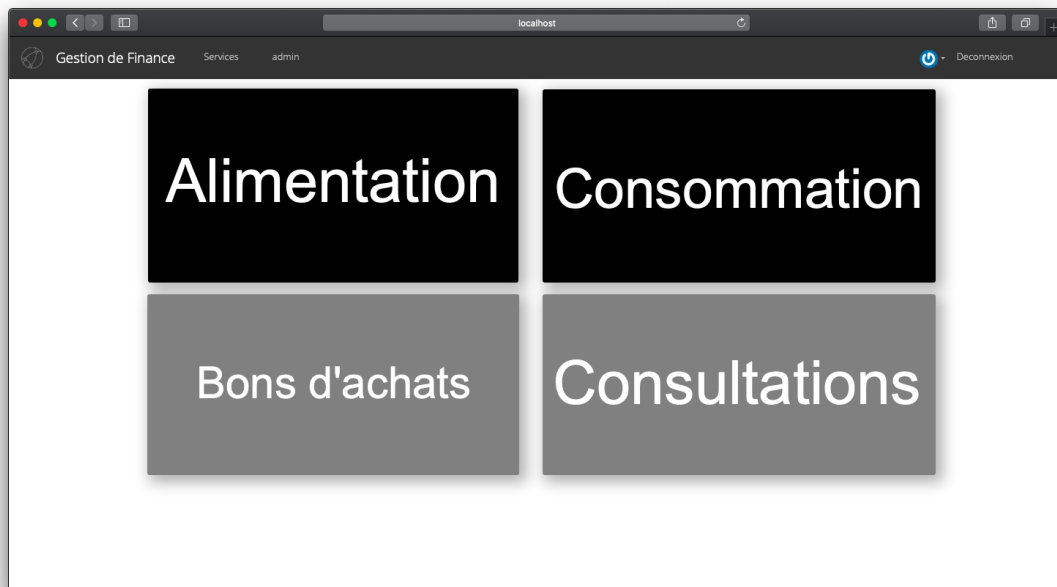 localhost
Gestion de Finance Services admin Deconnexion
Alimentation
Consommation
Bons d'achats
Consultations